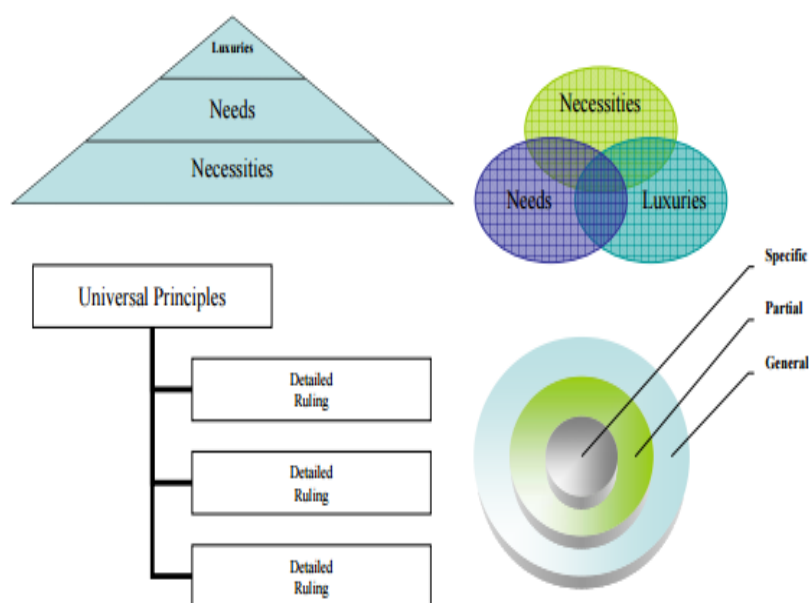 Luxuries
Needs
Necessities
Necessities
Needs
Luxuries
Universal Principles
Detailed
Ruling
Detailed
Ruling
Detailed
Ruling
Specific
Partial
General